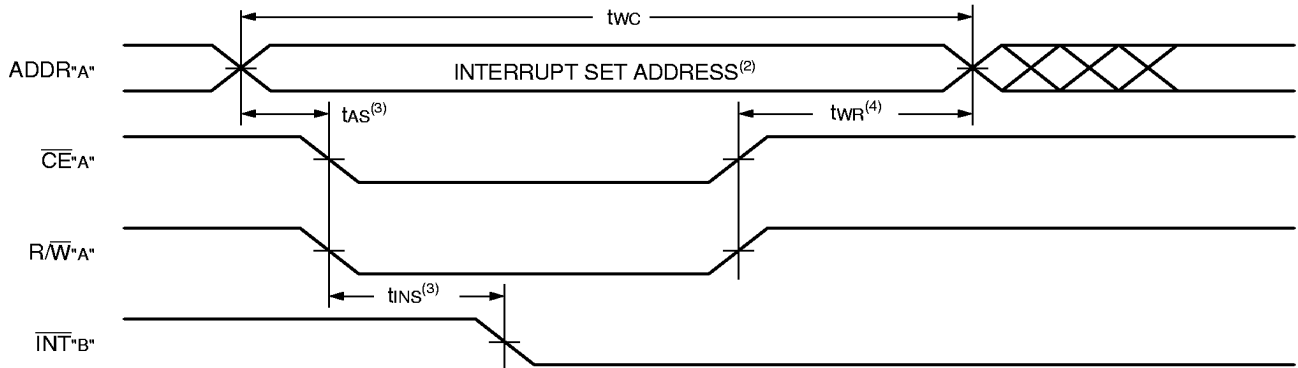 tWC
ADDR"A"
INTERRUPT SET ADDRESS(2)
tAS(3)
tWR(4)
CE"A"
R/W"A"
tINS(3)
INT"B"